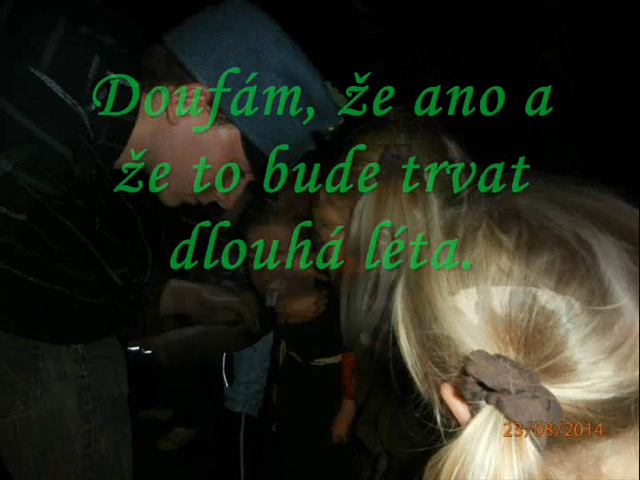 Doufám, že ano a
že to bude trvat
dlouhá léta.
23/08/2014